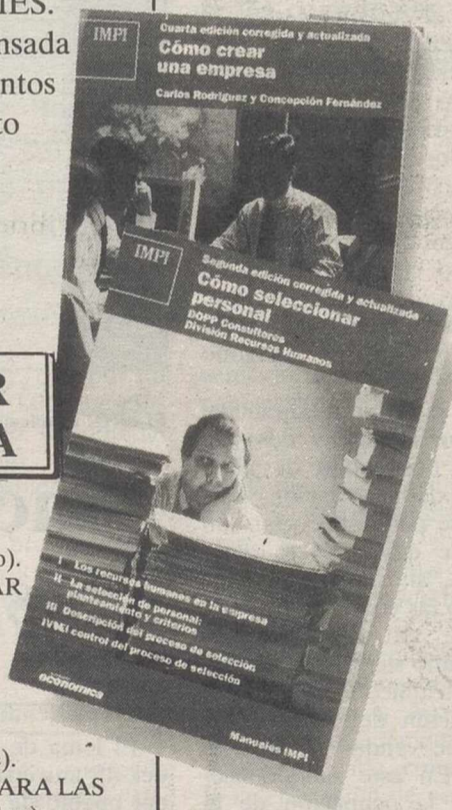 IES.
nsada
ntos
to
IMPI
Cuarta edición corregida y actualizada
Cómo crear
una empresa
Carlos Rodríguez y Concepción Fernández
IMPI
Segunda edición corregida y actualizada
Cómo seleccionar
personal
DOPP Consultores
División Recursos Humanos
R
A
o).
AR
I Los recursos humanos en la empresa
II La selección de personal:
planteamiento y criterios
III Descripción del proceso de selección
IV El control del proceso de selección
económica
Manuales IMPI
s).
PARA LAS